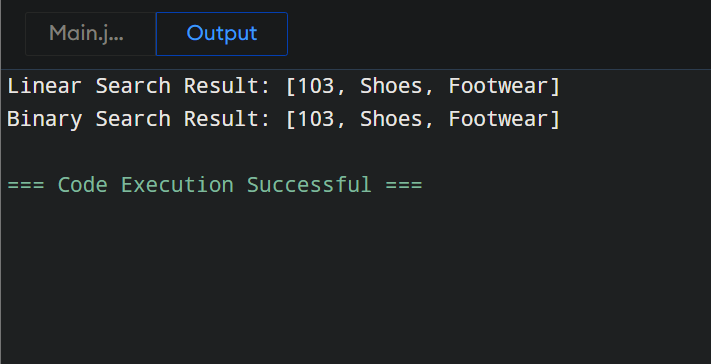 Main.j...
Output
Linear Search Result: [103, Shoes, Footwear]
Binary Search Result: [103, Shoes, Footwear]
=== Code Execution Successful ===